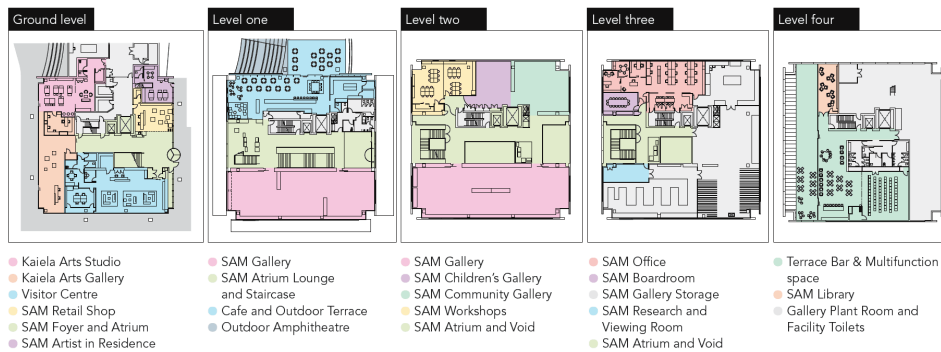 Ground level
Kaiela Arts Studio
Kaiela Arts Gallery
Visitor Centre
SAM Retail Shop
SAM Foyer and Atrium
SAM Artist in Residence
Level one
SAM Gallery
SAM Atrium Lounge
and Staircase
Cafe and Outdoor Terrace
Outdoor Amphitheatre
Level two
SAM Gallery
SAM Children's Gallery
SAM Community Gallery
SAM Workshops
SAM Atrium and Void
Level three
SAM Office
SAM Boardroom
SAM Gallery Storage
SAM Research and
Viewing Room
SAM Atrium and Void
Level four
Terrace Bar & Multifunction
space
SAM Library
Gallery Plant Room and
Facility Toilets